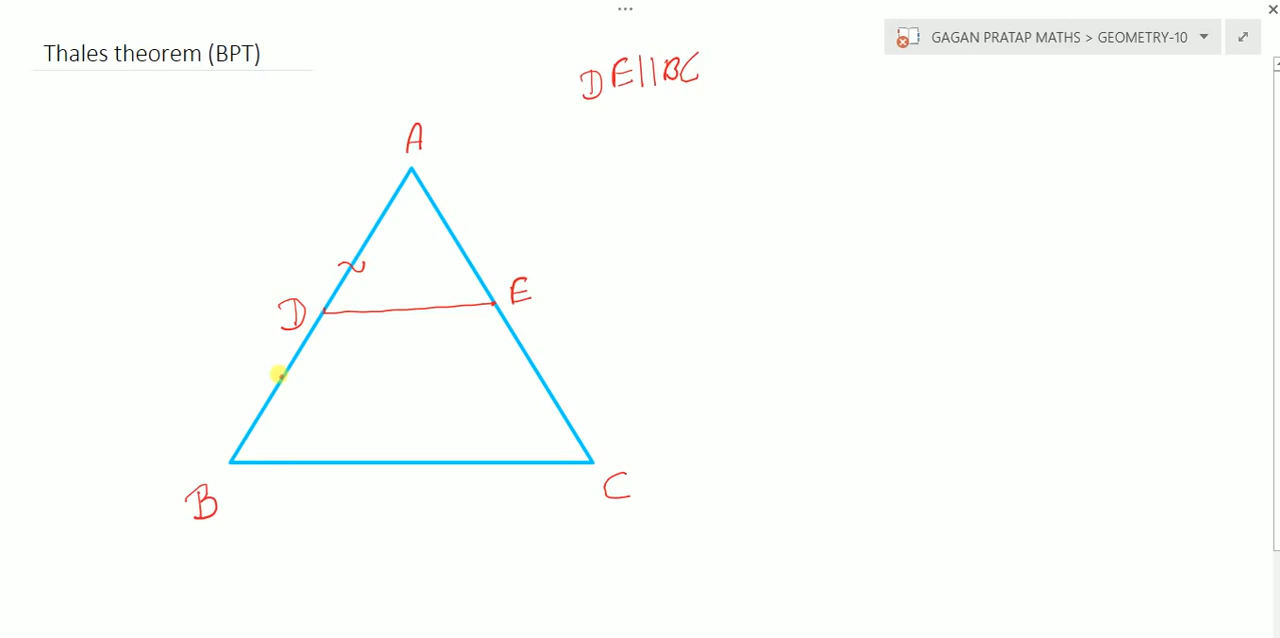 Thales theorem (BPT)
GAGAN PRATAP MATHS > GEOMETRY-10
DE||BC
A
D
E
B
C